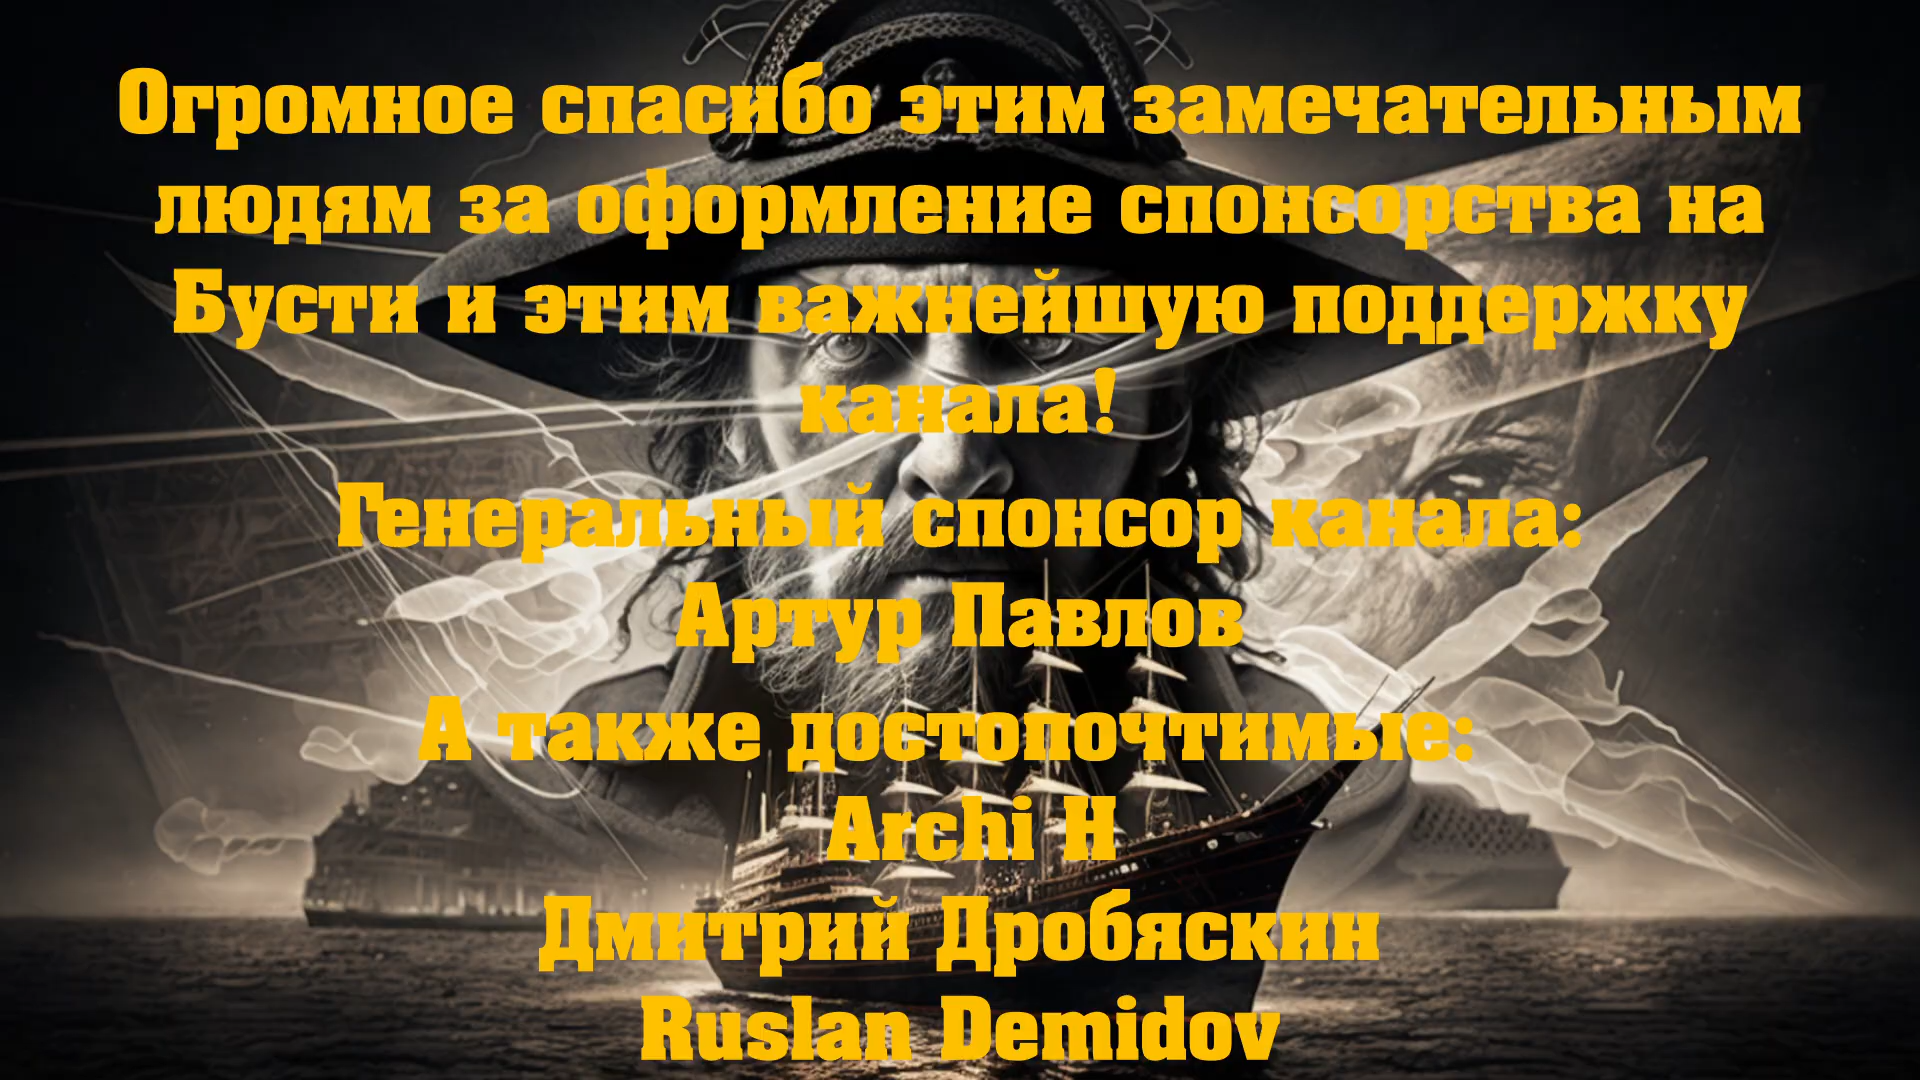 Огромное спасибо этим замечательным
людям за оформление спонсорства на
Бусти и этим важнейшую поддержку
канала!
Генеральный спонсор канала:
Артур Павлов
А также достопочтимые:
Archi H
Дмитрий Дробяскин
Ruslan Demidov